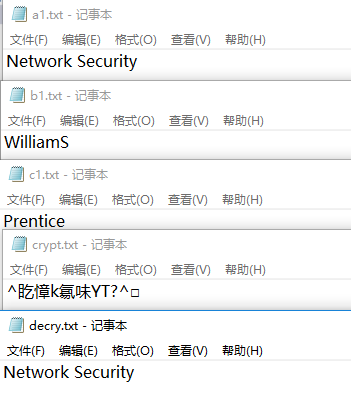 a1.txt - 记事本
文件(F) 编辑(E) 格式(O) 查看(V) 帮助(H)
Network Security
b1.txt - 记事本
文件(F) 编辑(E) 格式(O) 查看(V) 帮助(H)
WilliamS
c1.txt - 记事本
文件(F) 编辑(E) 格式(O) 查看(V) 帮助(H)
Prentice
crypt.txt - 记事本
文件(F) 编辑(E) 格式(O) 查看(V) 帮助(H)
^盵慞k氱味YT?^□
decry.txt - 记事本
文件(F) 编辑(E) 格式(O) 查看(V) 帮助(H)
Network Security